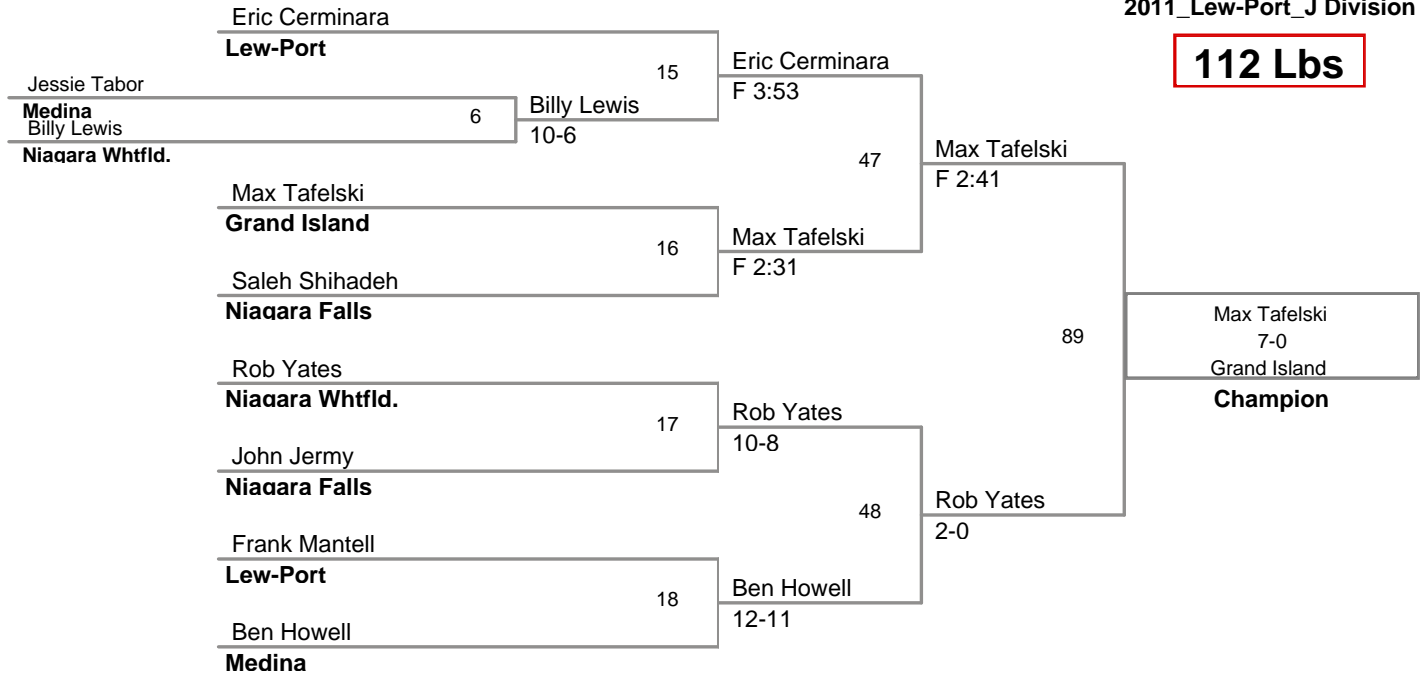 2011_Lew-Port_J Division
112 Lbs
Eric Cerminara
Lew-Port
15
Eric Cerminara
F 3:53
Jessie Tabor
Medina
6
Billy Lewis
10-6
Billy Lewis
Niagara Whtfld.
47
Max Tafelski
F 2:41
Max Tafelski
Grand Island
16
Max Tafelski
F 2:31
Saleh Shihadeh
Niagara Falls
89
Max Tafelski
7-0
Grand Island
Champion
Rob Yates
Niagara Whtfld.
17
Rob Yates
10-8
John Jermy
Niagara Falls
48
Rob Yates
2-0
Frank Mantell
Lew-Port
18
Ben Howell
12-11
Ben Howell
Medina